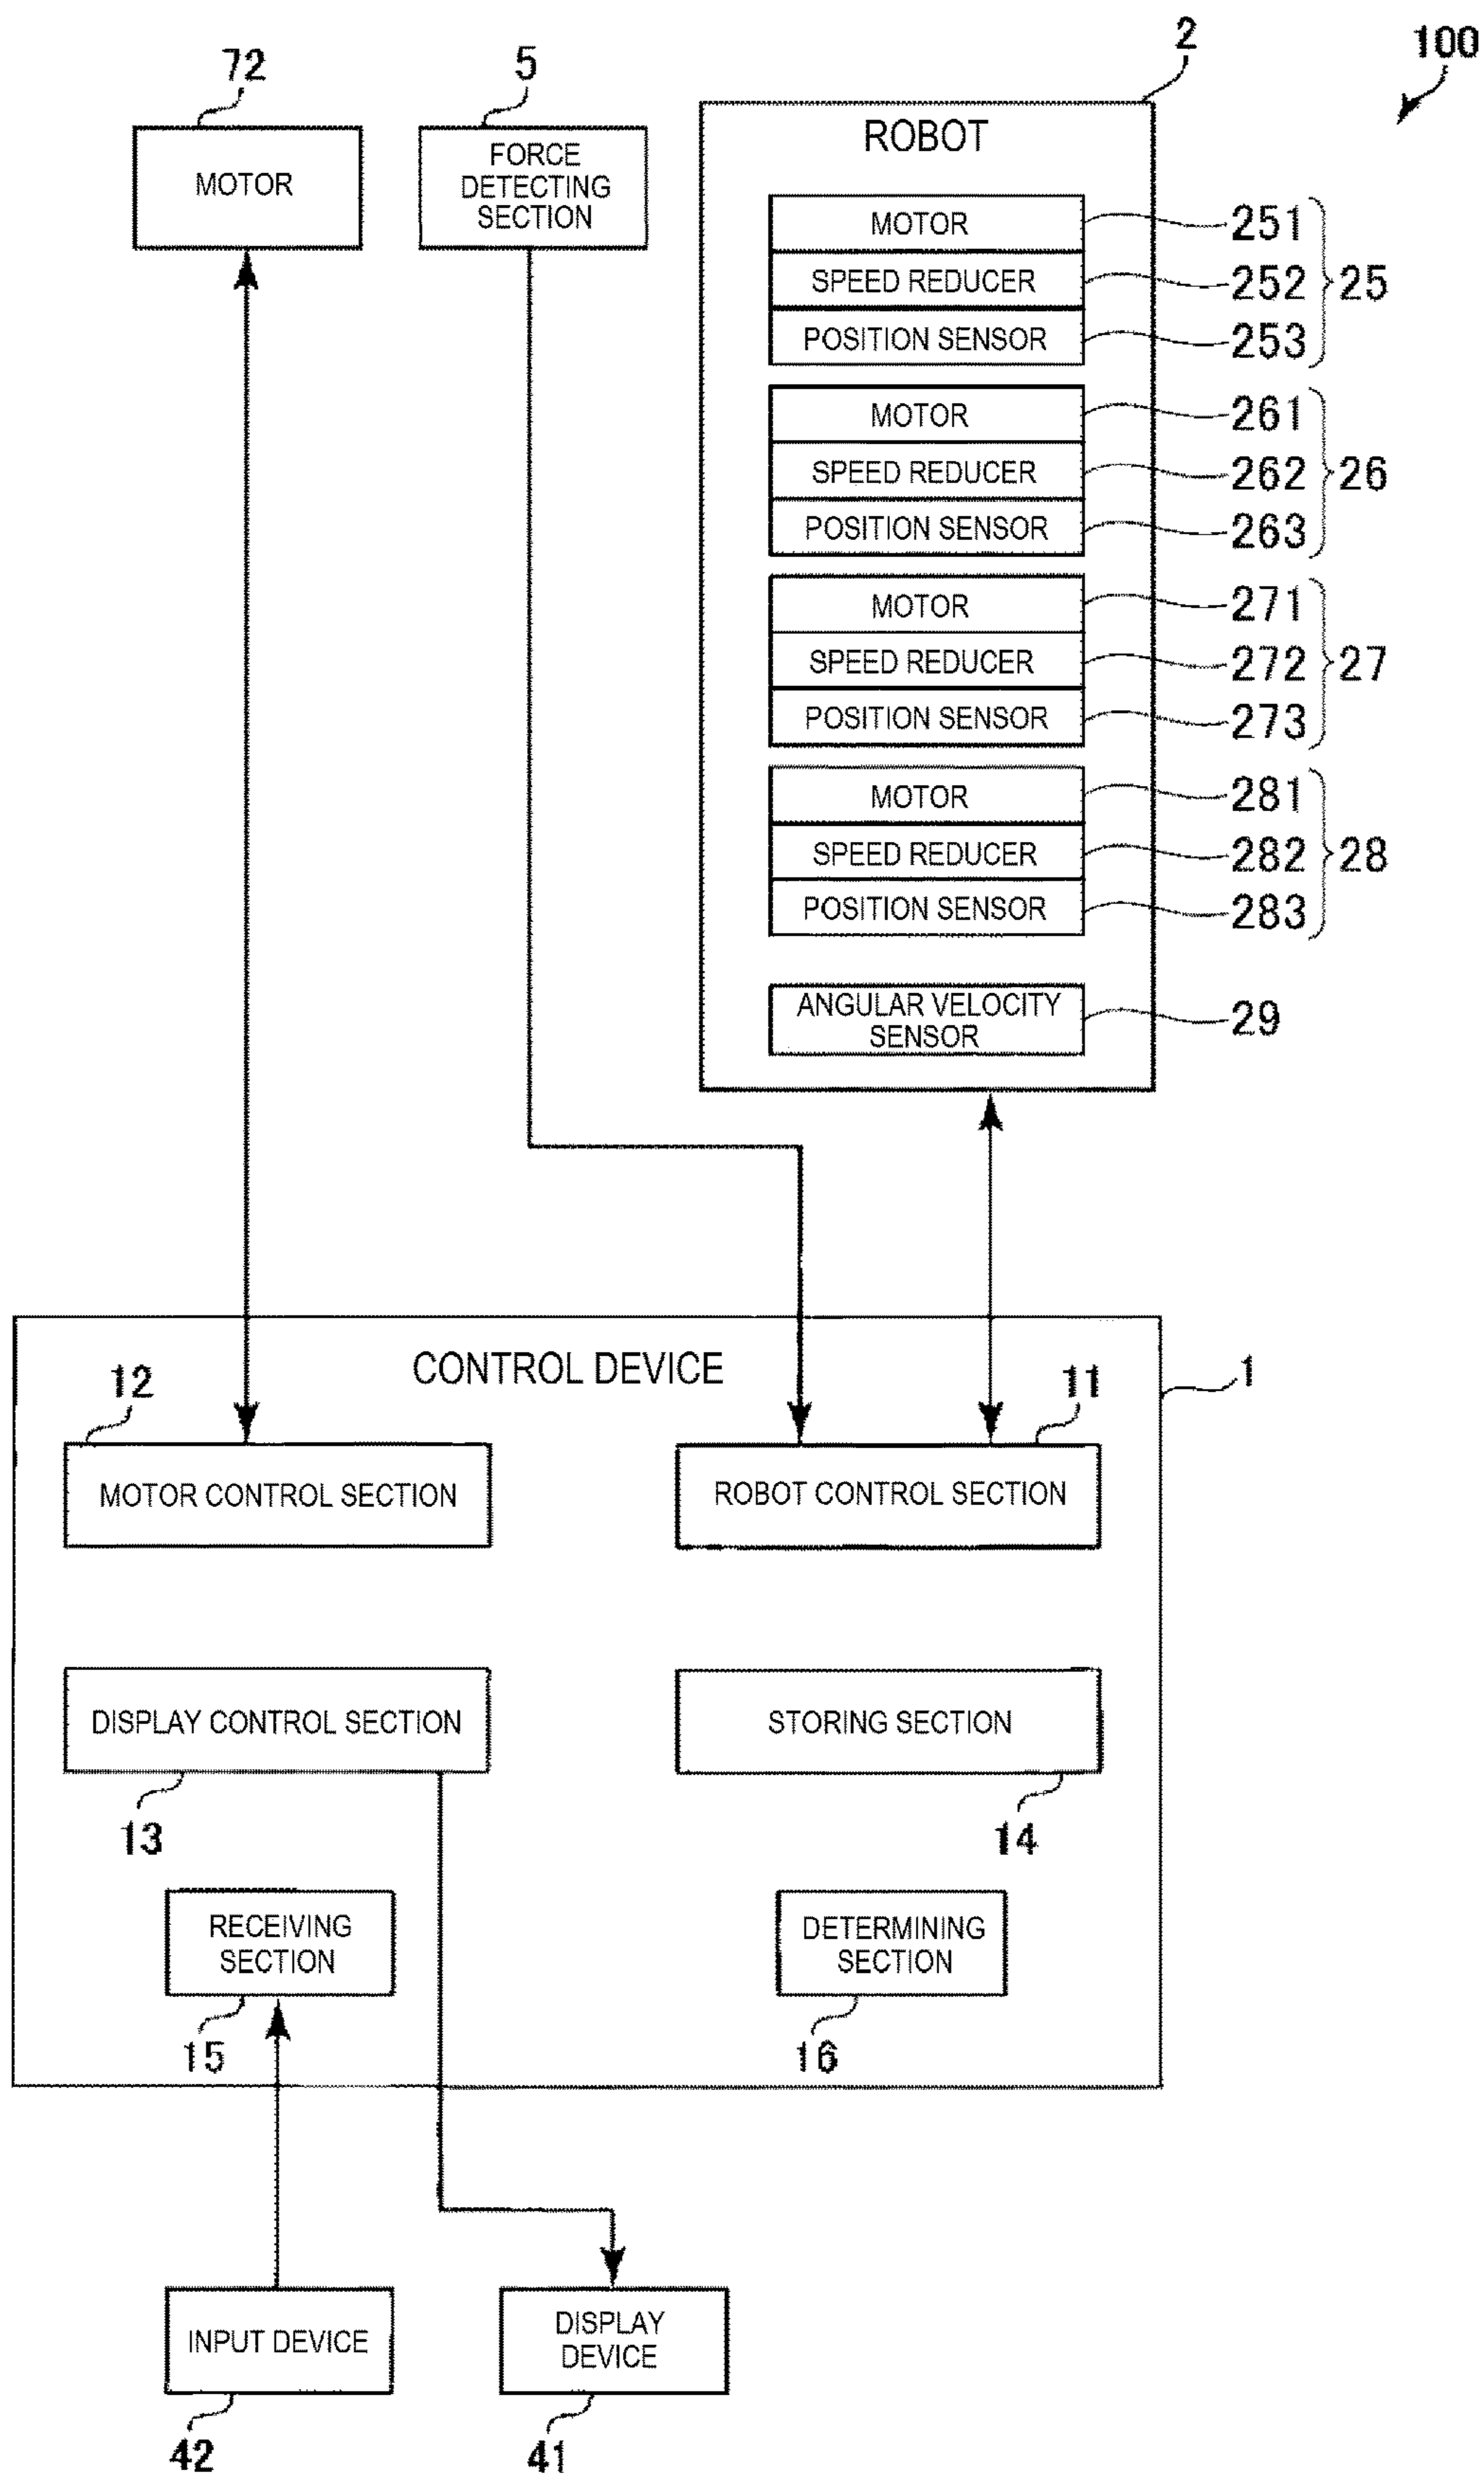 100
72
MOTOR
5
FORCE
DETECTING
SECTION
2
ROBOT
MOTOR
251
SPEED REDUCER
252
25
POSITION SENSOR
253
MOTOR
261
SPEED REDUCER
262
26
POSITION SENSOR
263
MOTOR
271
SPEED REDUCER
272
27
POSITION SENSOR
273
MOTOR
281
SPEED REDUCER
282
28
POSITION SENSOR
283
ANGULAR VELOCITY
SENSOR
29
CONTROL DEVICE
1
12
MOTOR CONTROL SECTION
11
ROBOT CONTROL SECTION
DISPLAY CONTROL SECTION
13
STORING SECTION
14
RECEIVING
SECTION
15
DETERMINING
SECTION
16
INPUT DEVICE
42
DISPLAY
DEVICE
41